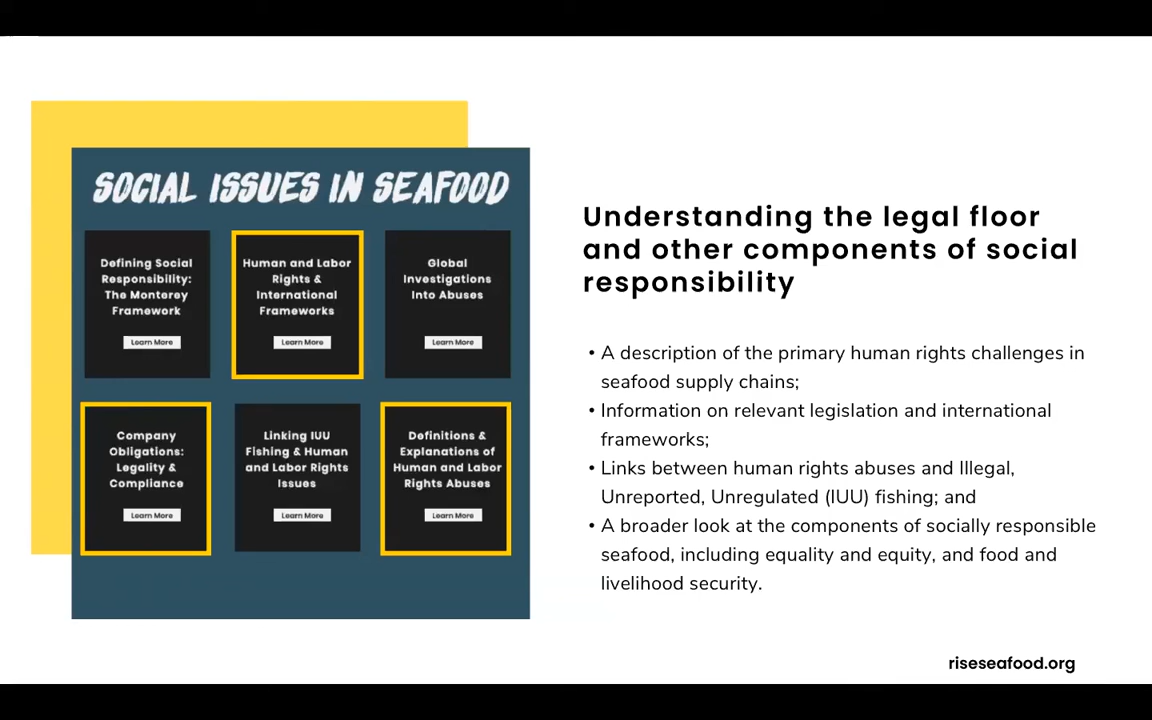 SOCIAL ISSUES IN SEAFOOD
Defining Social
Responsibility:
The Monterey
Framework
Learn More
Human and Labor
Rights &
International
Frameworks
Learn More
Global
Investigations
Into Abuses
Learn More
Company
Obligations:
Legality &
Compliance
Learn More
Linking IUU
Fishing & Human
and Labor Rights
Issues
Learn More
Definitions &
Explanations of
Human and Labor
Rights Abuses
Learn More
Understanding the legal floor
and other components of social
responsibility
• A description of the primary human rights challenges in
seafood supply chains;
• Information on relevant legislation and international
frameworks;
• Links between human rights abuses and Illegal,
Unreported, Unregulated (IUU) fishing; and
• A broader look at the components of socially responsible
seafood, including equality and equity, and food and
livelihood security.
riseseafood.org